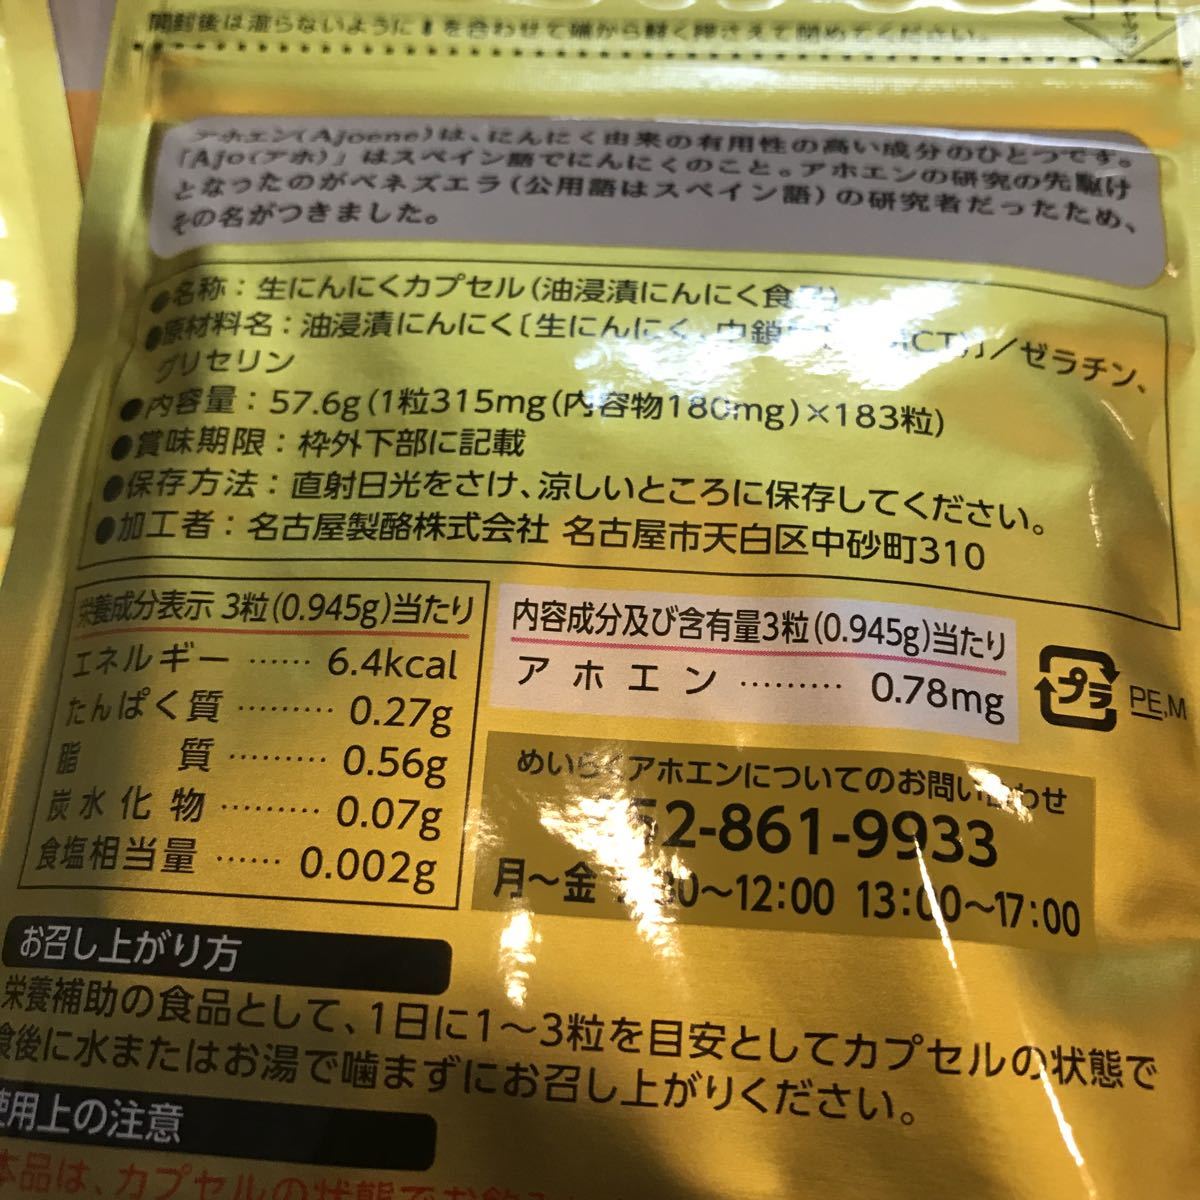 開封後は湿らないように を合わせて端から軽く押さえて閉めてください。
アホエン(Ajoene)は、にんにく由来の有用性の高い成分のひとつです。
「Ajo(アホ)」はスペイン語でにんにくのこと。アホエンの研究の先駆け
となったのがベネズエラ(公用語はスペイン語)の研究者だったため、
その名がつきました。
●名称:生にんにくカプセル(油浸漬にんにく食品)
●原材料名:油浸漬にんにく〔生にんにく、中鎖 /ゼラチン、
グリセリン
●内容量:57.6g(1粒315mg(内容物180mg)×183粒)
●賞味期限:枠外下部に記載
●保存方法:直射日光をさけ、涼しいところに保存してください。
●加工者:名古屋製酪株式会社 名古屋市天白区中砂町310
栄養成分表示 3粒(0.945g)当たり
エネルギー …… 6.4kcal
たんぱく質 ……… 0.27g
脂質 ……… 0.56g
炭水化物 ……… 0.07g
食塩相当量 …… 0.002g
内容成分及び含有量3粒(0.945g)当たり
アホエン ……… 0.78mg
プラ PE,M
めいらくアホエンについてのお問い合わせ
52-861-9933
月〜金 30〜12:00 13:00〜17:00
お召し上がり方
栄養補助の食品として、1日に1〜3粒を目安としてカプセルの状態で
食後に水またはお湯で噛まずにお召し上がりください。
使用上の注意
本品は、カプセルの状態でお飲み